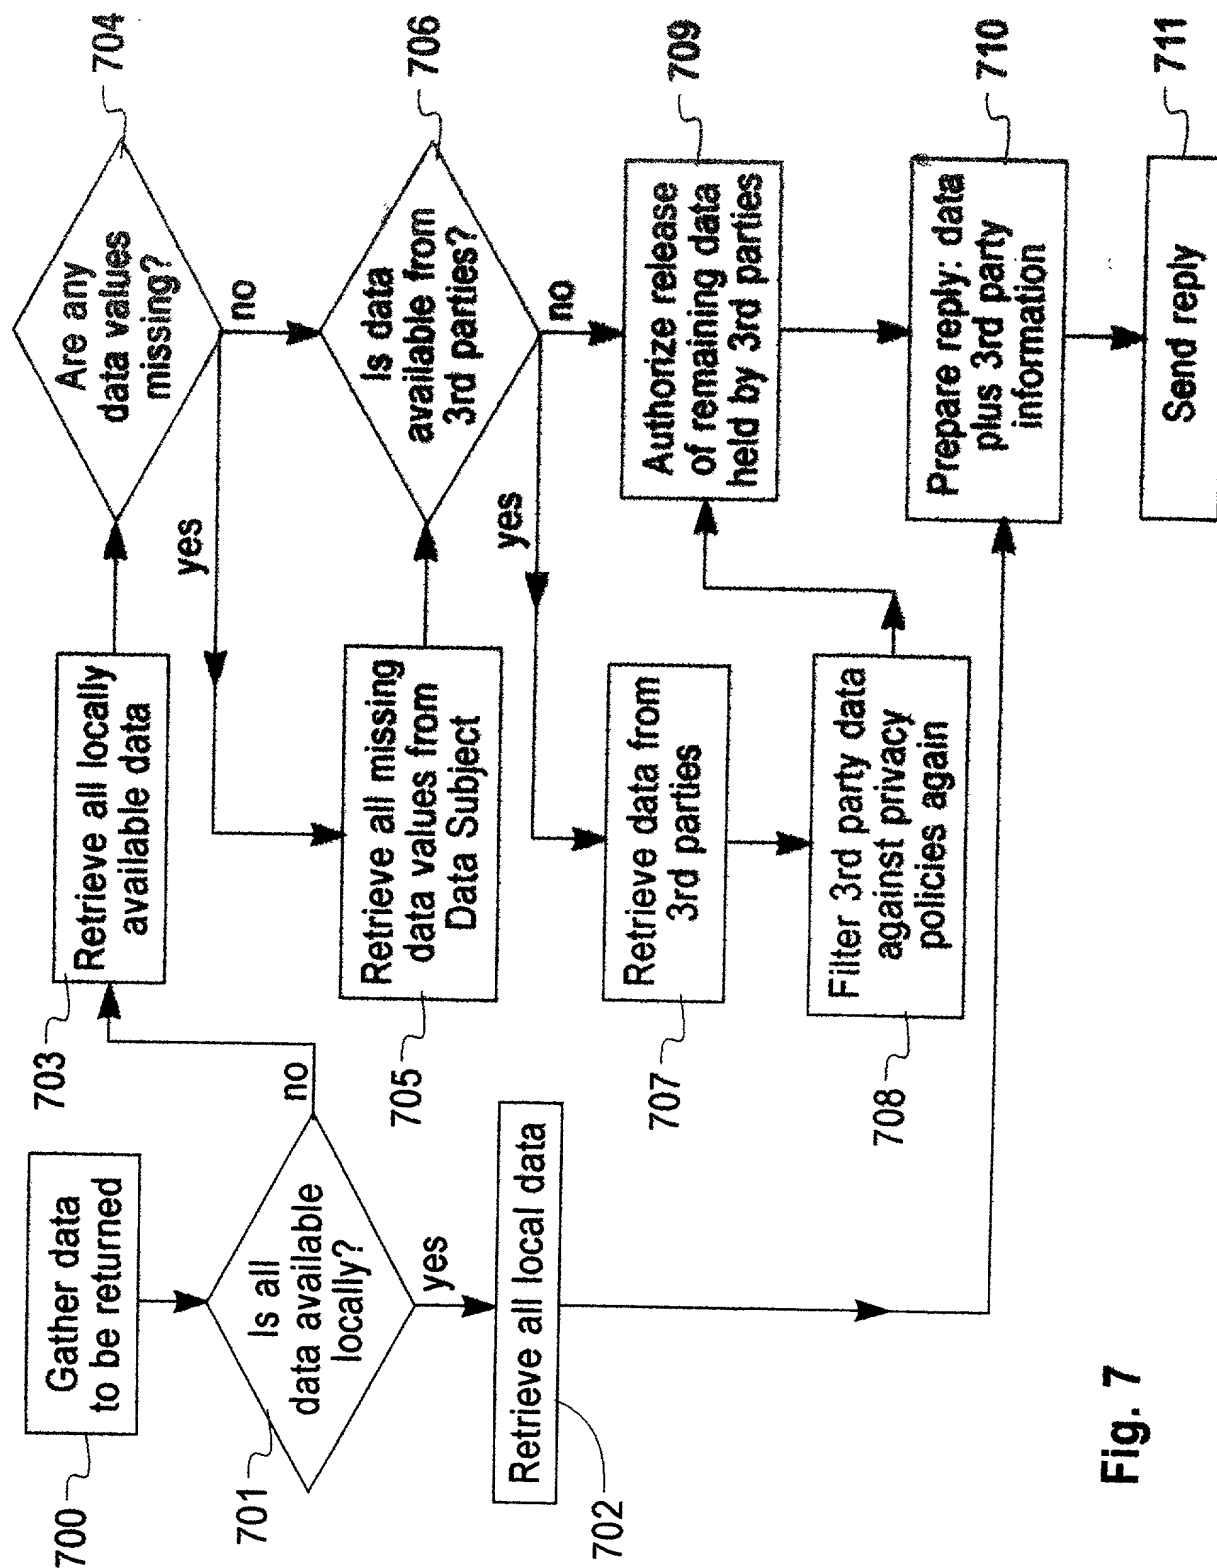 700
Gather data
to be returned
701
Is all
data available
locally?
no
yes
702
Retrieve all local data
703
Retrieve all locally
available data
704
Are any
data values
missing?
yes
no
705
Retrieve all missing
data values from
Data Subject
706
Is data
available from
3rd parties?
yes
no
707
Retrieve data from
3rd parties
708
Filter 3rd party data
against privacy
policies again
709
Authorize release
of remaining data
held by 3rd parties
710
Prepare reply: data
plus 3rd party
information
711
Send reply
Fig. 7